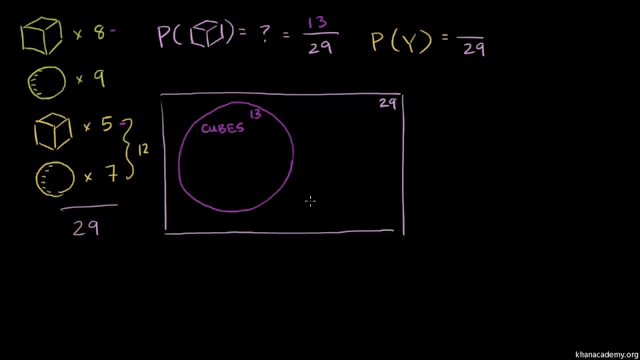 × 8
× 9
× 5
× 7
12
29
P( ) = ? = 13/29
P(Y) = /29
29
CUBES 13
khanacademy.org